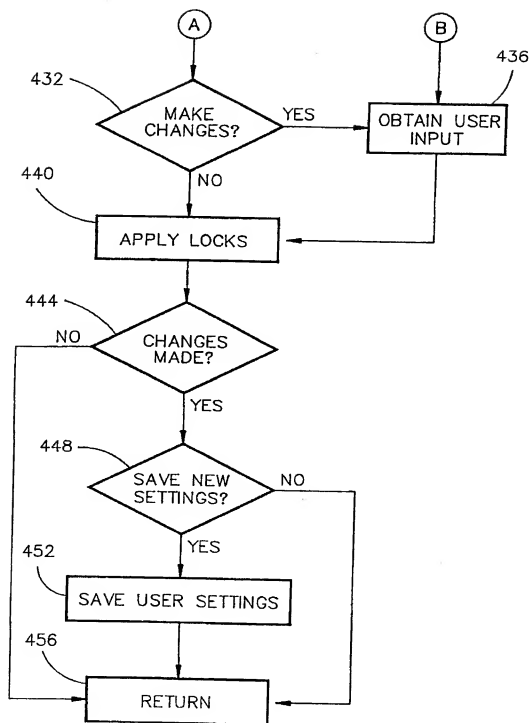 A
B
432
436
MAKE
CHANGES?
YES
OBTAIN USER
INPUT
NO
440
APPLY LOCKS
444
NO
CHANGES
MADE?
YES
448
SAVE NEW
SETTINGS?
NO
YES
452
SAVE USER SETTINGS
456
RETURN